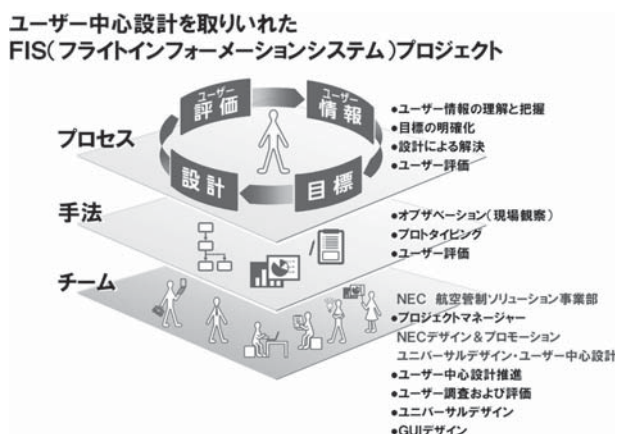 ユーザー中心設計を取りいれた
FIS(フライトインフォーメーションシステム)プロジェクト
プロセス
ユーザー
評価
ユーザー
情報
設計
目標
●ユーザー情報の理解と把握
●目標の明確化
●設計による解決
●ユーザー評価
手法
●オブザベーション(現場観察)
●プロトタイピング
●ユーザー評価
チーム
NEC 航空管制ソリューション事業部
●プロジェクトマネージャー
NECデザイン&プロモーション
ユニバーサルデザイン・ユーザー中心設計
●ユーザー中心設計推進
●ユーザー調査および評価
●ユニバーサルデザイン
●GUIデザイン